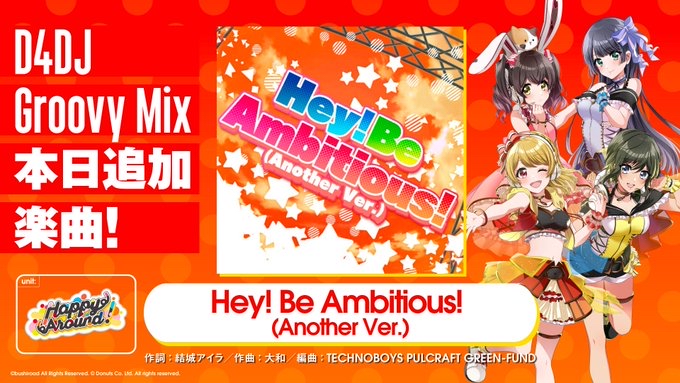 D4DJ
Groovy Mix
本日追加
楽曲!
Hey! Be
Ambitious!
(Another Ver.)
unit:
Happy
Around!
Hey! Be Ambitious!
(Another Ver.)
作詞：結城アイラ／作曲：大和／編曲：TECHNOBOYS PULCRAFT GREEN-FUND
©bushiroad All Rights Reserved. © Donuts Co. Ltd. All rights reserved.